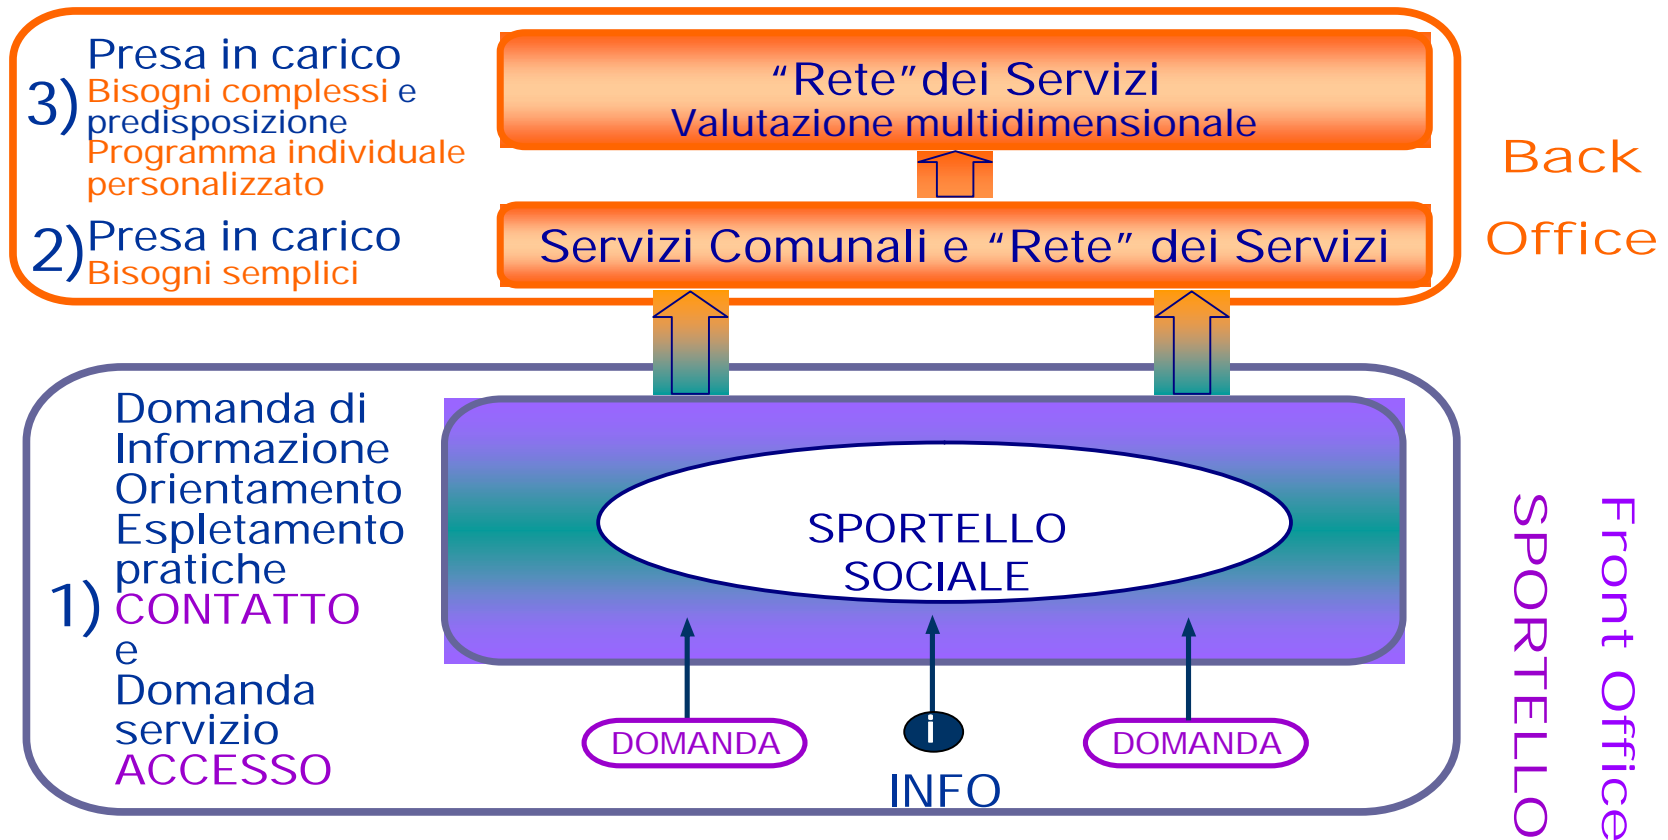 3)
Presa in carico
Bisogni complessi e
predisposizione
Programma individuale
personalizzato
“Rete”dei Servizi
Valutazione multidimensionale
2)
Presa in carico
Bisogni semplici
Servizi Comunali e “Rete” dei Servizi
Back
Office
1)
Domanda di
Informazione
Orientamento
Espletamento
pratiche
CONTATTO
e
Domanda
servizio
ACCESSO
SPORTELLO
SOCIALE
DOMANDA
i
INFO
DOMANDA
Front Office
SPORTELLO